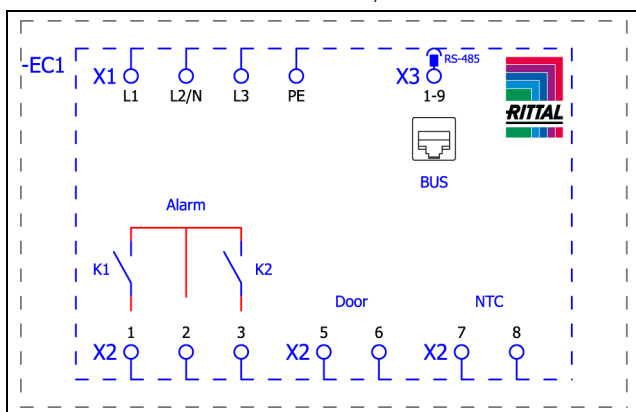 -EC1
X1
L1
L2/N
L3
PE
X3
RS-485
1-9
RITTAL
BUS
Alarm
K1
K2
Door
NTC
X2
1
2
3
X2
5
6
X2
7
8